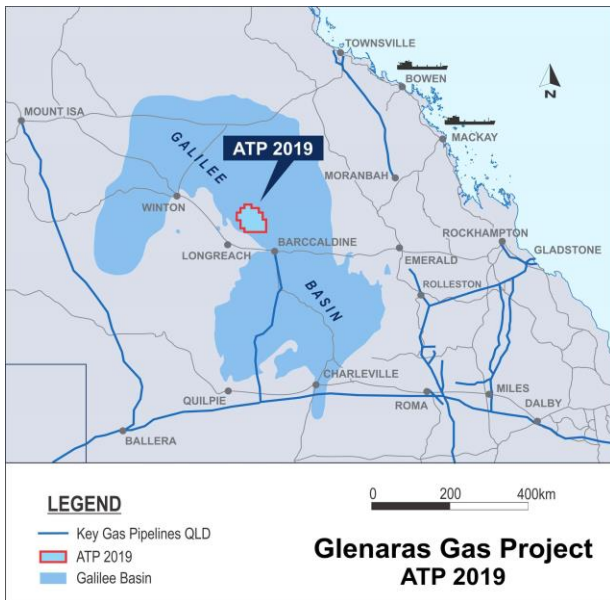 TOWNSVILLE
BOWEN
N
MOUNT ISA
MACKAY
GALILEE
ATP 2019
MORANBAH
WINTON
ROCKHAMPTON
GLADSTONE
LONGREACH
BARCCALDINE
EMERALD
ROLLESTON
BASIN
CHARLEVILLE
QUILPIE
ROMA
MILES
DALBY
BALLERA
LEGEND
Key Gas Pipelines QLD
ATP 2019
Galilee Basin
0 200 400km
Glenaras Gas Project
ATP 2019